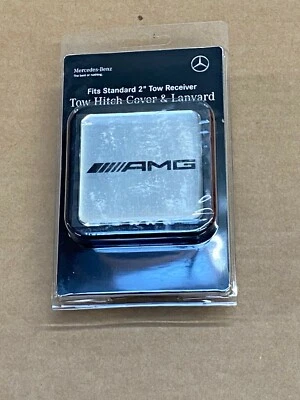 Mercedes-Benz
The best or nothing.
Fits Standard 2" Tow Receiver
Tow Hitch Cover & Lanyard
AMG